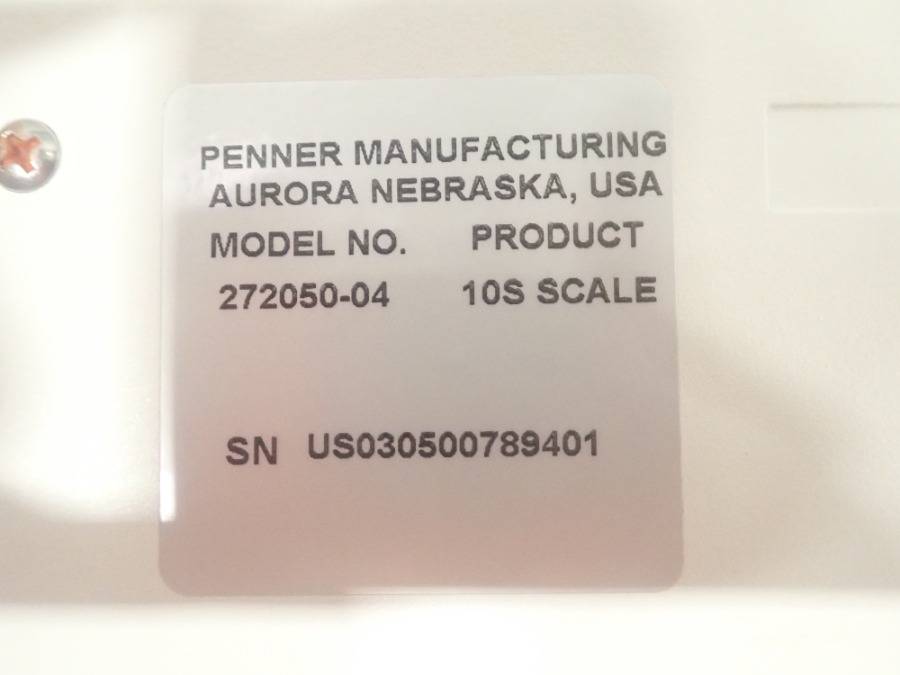 PENNER MANUFACTURING
AURORA NEBRASKA, USA
MODEL NO. PRODUCT
272050-04 10S SCALE
SN US030500789401